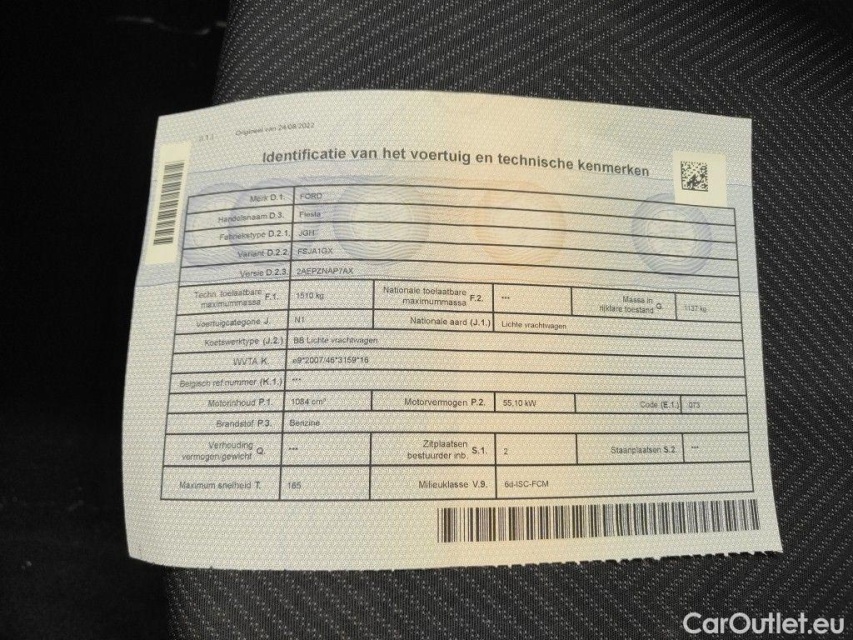 Origineel van 24/08/2022
Identificatie van het voertuig en technische kenmerken
Merk D.1. FORD
Handelsnaam D.3. Fiesta
Fabriekstype D.2.1. JGH
Variant D.2.2. FSJA1GX
Versie D.2.3. 2AEPZNAP7AX
Techn. toelaatbare maximummassa F.1. 1510 kg Nationale toelaatbare maximummassa F.2. *** Massa in rijklare toestand G. 1137 kg
Voertuigcategorie J. N1 Nationale aard (J.1.) Lichte vrachtwagen
Koetswerktype (J.2.) BB Lichte vrachtwagen
WVTA K. e9*2007/46*3159*16
Belgisch ref.nummer (K.1.) ***
Motorinhoud P.1. 1084 cm³ Motorvermogen P.2. 55,10 kW Code (E.1.) 073
Brandstof P.3. Benzine
Verhouding vermogen/gewicht Q. *** Zitplaatsen bestuurder inb. S.1. 2 Staanplaatsen S.2. ***
Maximum snelheid T. 165 Milieuklasse V.9. 6d-ISC-FCM
CarOutlet.eu